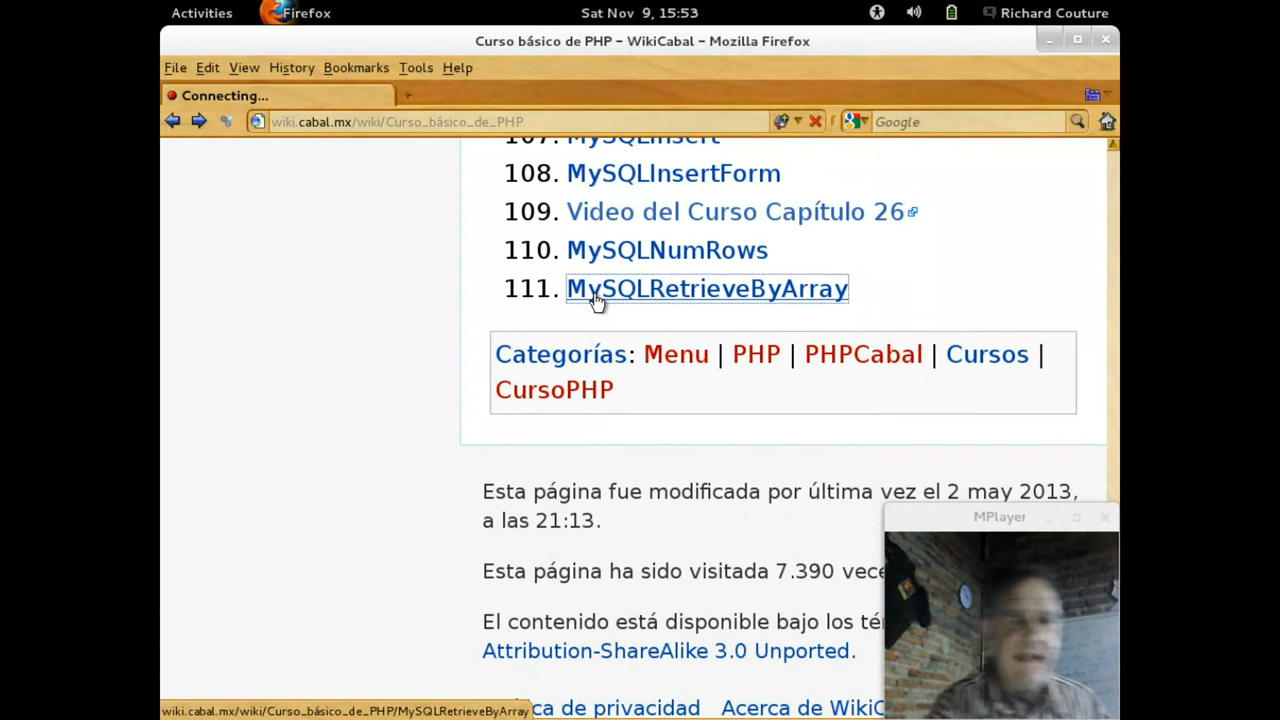 Activities Firefox Sat Nov 9, 15:53 Richard Couture
Curso básico de PHP - WikiCabal - Mozilla Firefox
File Edit View History Bookmarks Tools Help
Connecting...
wiki.cabal.mx/wiki/Curso_básico_de_PHP Google
107. MySQLInsert
108. MySQLInsertForm
109. Video del Curso Capítulo 26
110. MySQLNumRows
111. MySQLRetrieveByArray
Categorías: Menu | PHP | PHPCabal | Cursos |
CursoPHP
Esta página fue modificada por última vez el 2 may 2013,
a las 21:13.
MPlayer
Esta página ha sido visitada 7.390 vece
El contenido está disponible bajo los tér
Attribution-ShareAlike 3.0 Unported.
ca de privacidad Acerca de WikiC
wiki.cabal.mx/wiki/Curso_básico_de_PHP/MySQLRetrieveByArray